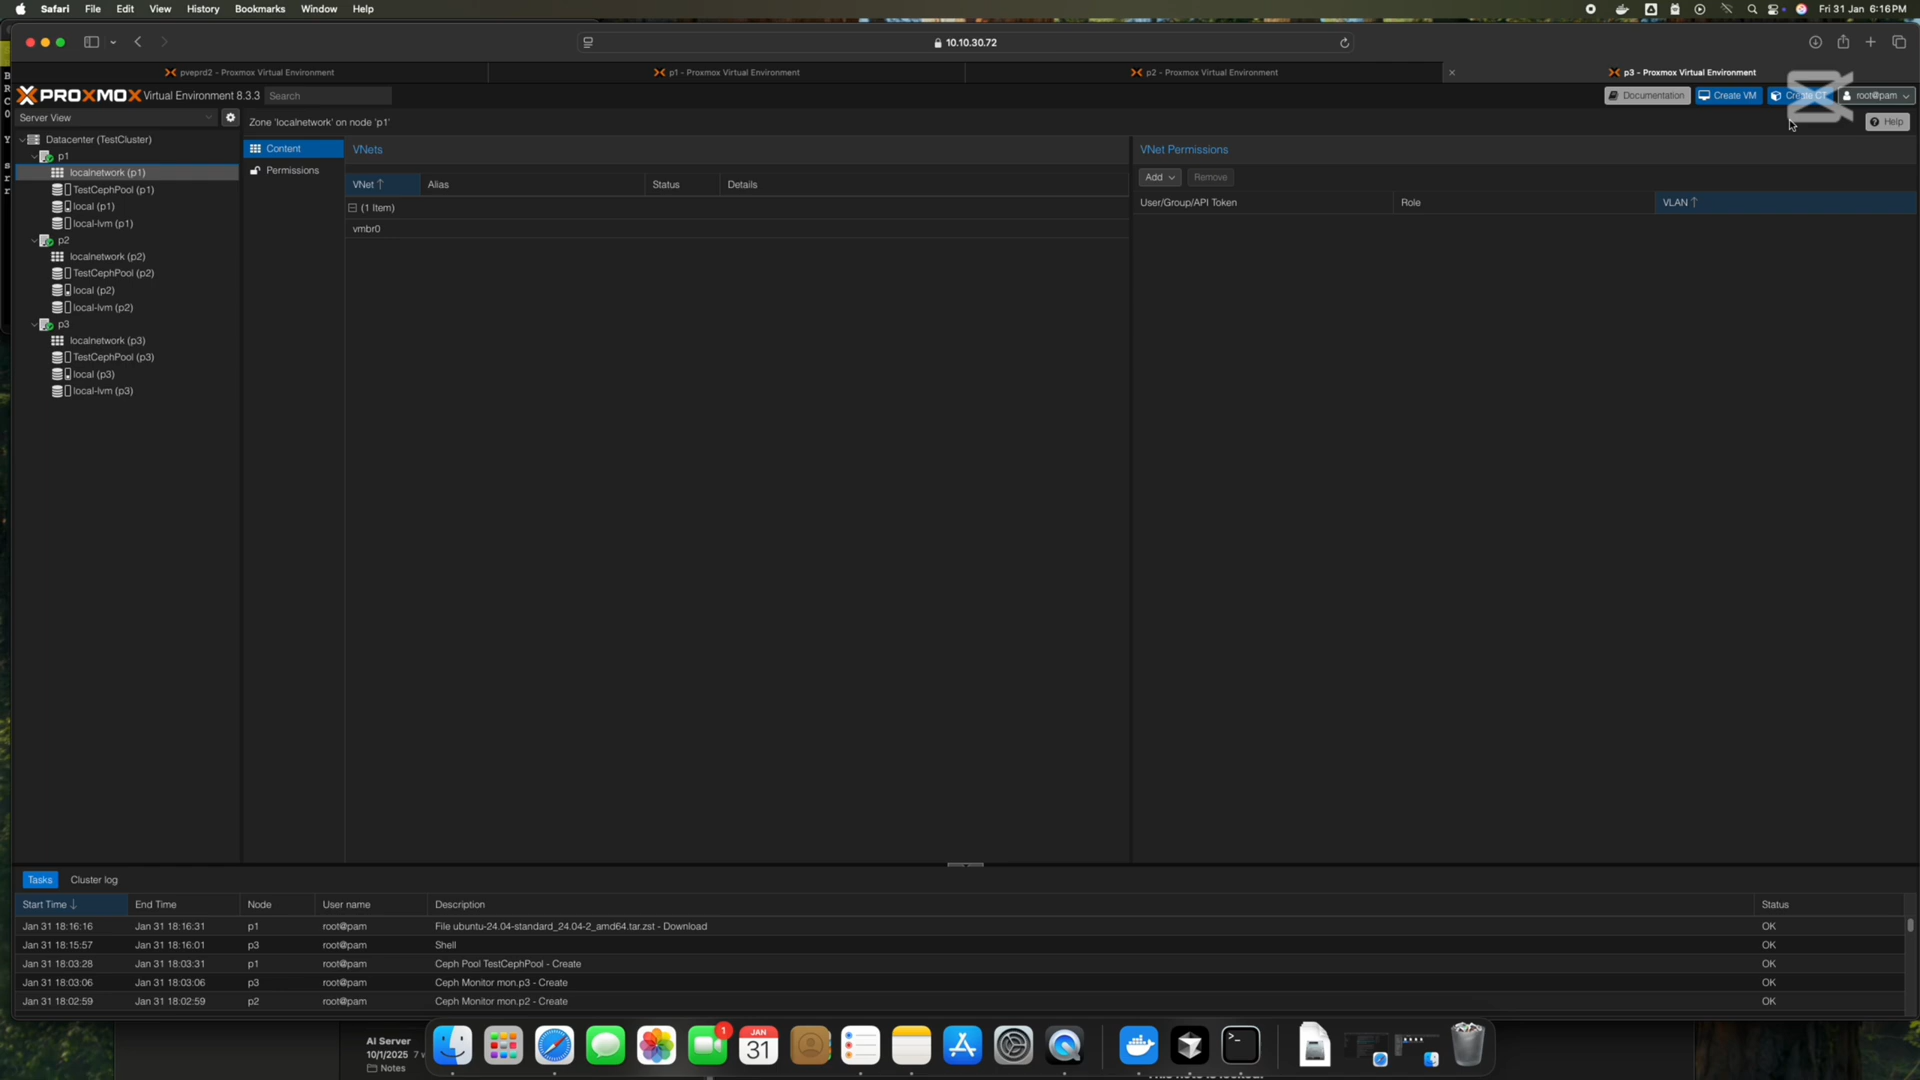 Safari File Edit View History Bookmarks Window Help
Fri 31 Jan 6:16 PM
10.10.30.72
pveprd2 - Proxmox Virtual Environment
p1 - Proxmox Virtual Environment
p2 - Proxmox Virtual Environment
p3 - Proxmox Virtual Environment
PROXMOX Virtual Environment 8.3.3 Search
Documentation Create VM Create CT root@pam
Server View
Zone 'localnetwork' on node 'p1'
Help
Datacenter (TestCluster)
p1
localnetwork (p1)
TestCephPool (p1)
local (p1)
local-lvm (p1)
p2
localnetwork (p2)
TestCephPool (p2)
local (p2)
local-lvm (p2)
p3
localnetwork (p3)
TestCephPool (p3)
local (p3)
local-lvm (p3)
Content
Permissions
VNets
VNet Alias Status Details
(1 Item)
vmbr0
VNet Permissions
Add Remove
User/Group/API Token Role VLAN
Tasks Cluster log
Start Time End Time Node User name Description Status
Jan 31 18:16:16 Jan 31 18:16:31 p1 root@pam File ubuntu-24.04-standard_24.04-2_amd64.tar.zst - Download OK
Jan 31 18:15:57 Jan 31 18:16:01 p3 root@pam Shell OK
Jan 31 18:03:28 Jan 31 18:03:31 p1 root@pam Ceph Pool TestCephPool - Create OK
Jan 31 18:03:06 Jan 31 18:03:06 p3 root@pam Ceph Monitor mon.p3 - Create OK
Jan 31 18:02:59 Jan 31 18:02:59 p2 root@pam Ceph Monitor mon.p2 - Create OK
AI Server
10/1/2025
Notes
1
JAN
31